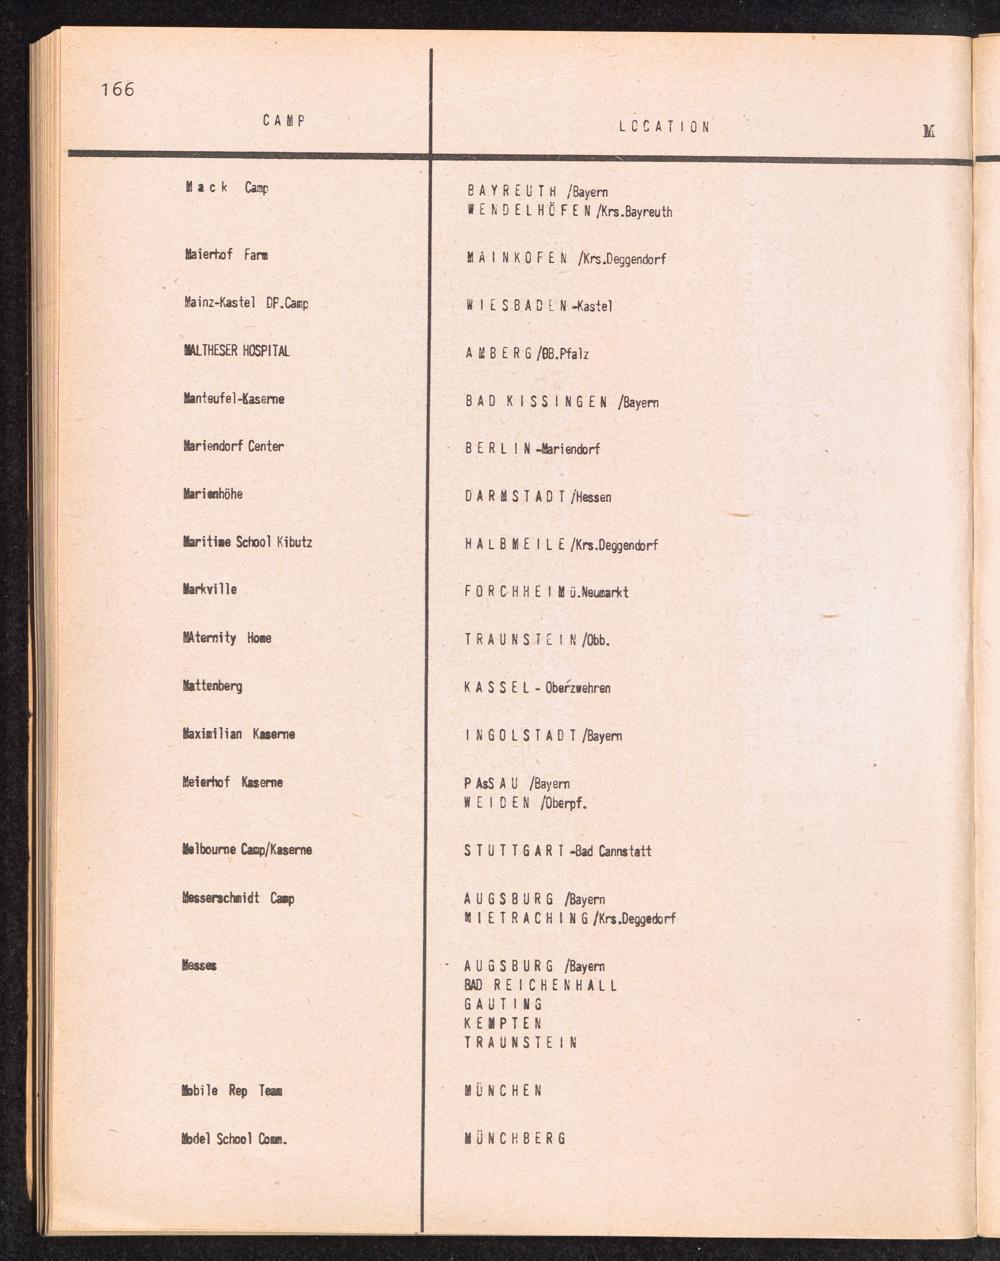 166
CAMP LOCATION M
Mack Camp BAYREUTH /Bayern
WENDELHÖFEN /Krs.Bayreuth
Maierhof Farm MAINKOFEN /Krs.Deggendorf
Mainz-Kastel DP.Camp WIESBADEN -Kastel
MALTHESER HOSPITAL AMBERG /OB.Pfalz
Manteufel-Kaserne BAD KISSINGEN /Bayern
Mariendorf Center BERLIN -Mariendorf
Marienhöhe DARMSTADT /Hessen
Maritime School Kibutz HALBMEILE /Krs.Deggendorf
Markville FORCHHEIM ü.Neumarkt
MAternity Home TRAUNSTEIN /Obb.
Mattenberg KASSEL - Oberzwehren
Maximilian Kaserne INGOLSTADT /Bayern
Meierhof Kaserne PAsSAU /Bayern
WEIDEN /Oberpf.
Melbourne Camp/Kaserne STUTTGART -Bad Cannstatt
Messerschmidt Camp AUGSBURG /Bayern
MIETRACHING /Krs.Deggedorf
Messes AUGSBURG /Bayern
BAD REICHENHALL
GAUTING
KEMPTEN
TRAUNSTEIN
Mobile Rep Team MÜNCHEN
Model School Comm. MÜNCHBERG